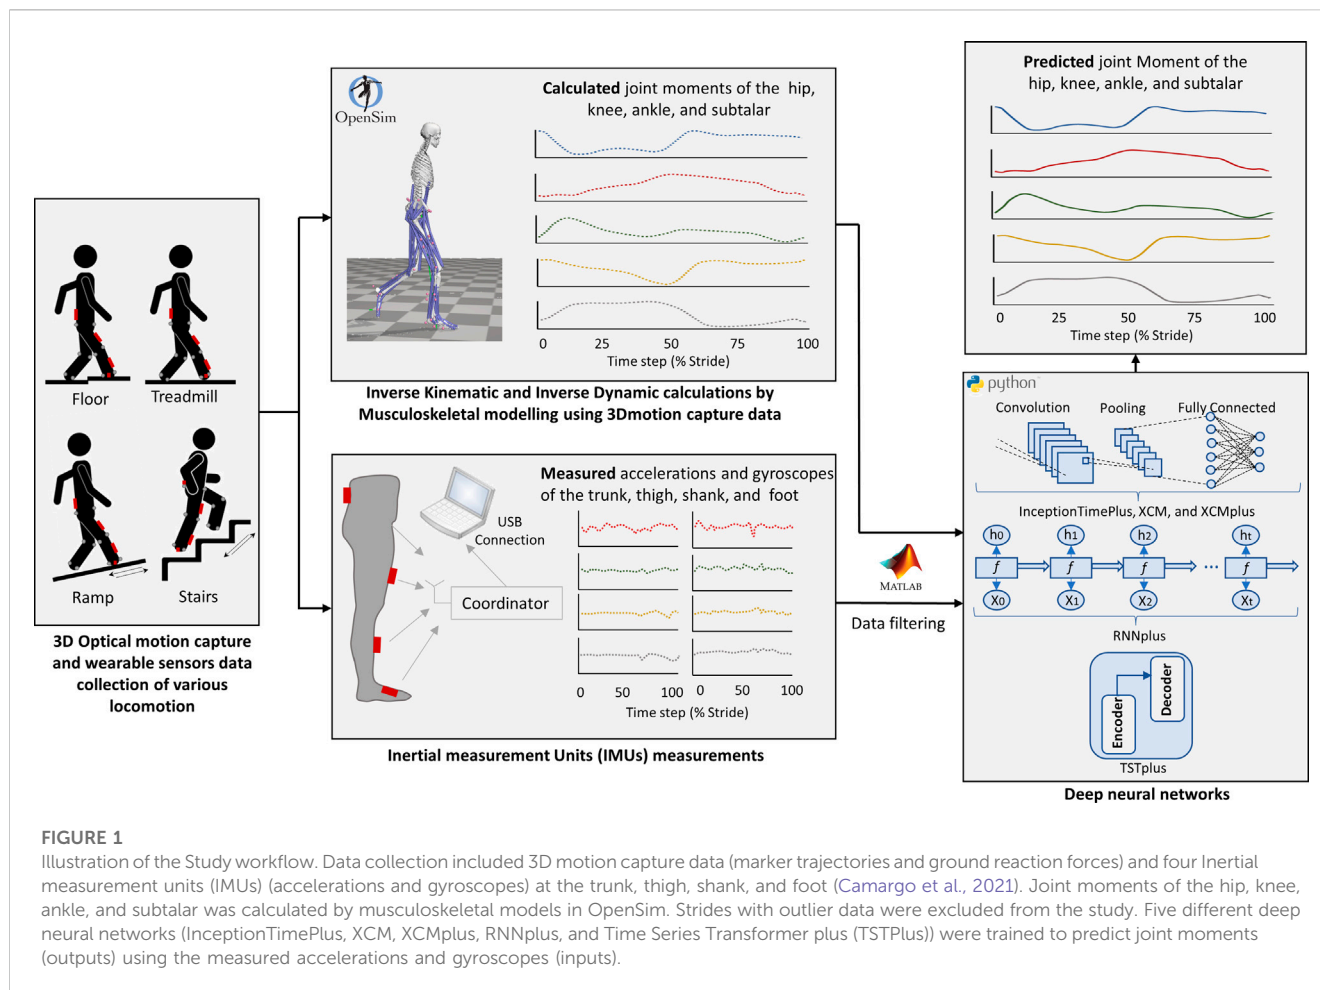 OpenSim
Calculated joint moments of the hip,
knee, ankle, and subtalar
0 25 50 75 100
Time step (% Stride)
Inverse Kinematic and Inverse Dynamic calculations by
Musculoskeletal modelling using 3Dmotion capture data
Floor
Treadmill
Ramp
Stairs
3D Optical motion capture
and wearable sensors data
collection of various
locomotion
Measured accelerations and gyroscopes
of the trunk, thigh, shank, and foot
USB
Connection
Coordinator
0 50 100
0 50 100
Time step (% Stride)
Inertial measurement Units (IMUs) measurements
MATLAB
Data filtering
Predicted joint Moment of the
hip, knee, ankle, and subtalar
0 25 50 75 100
Time step (% Stride)
python™
Convolution
Pooling
Fully Connected
InceptionTimePlus, XCM, and XCMplus
h0 h1 h2 ht
f f f ... f
X0 X1 X2 Xt
RNNplus
Encoder
Decoder
TSTplus
Deep neural networks
FIGURE 1
Illustration of the Study workflow. Data collection included 3D motion capture data (marker trajectories and ground reaction forces) and four Inertial
measurement units (IMUs) (accelerations and gyroscopes) at the trunk, thigh, shank, and foot (Camargo et al., 2021). Joint moments of the hip, knee,
ankle, and subtalar was calculated by musculoskeletal models in OpenSim. Strides with outlier data were excluded from the study. Five different deep
neural networks (InceptionTimePlus, XCM, XCMplus, RNNplus, and Time Series Transformer plus (TSTPlus)) were trained to predict joint moments
(outputs) using the measured accelerations and gyroscopes (inputs).